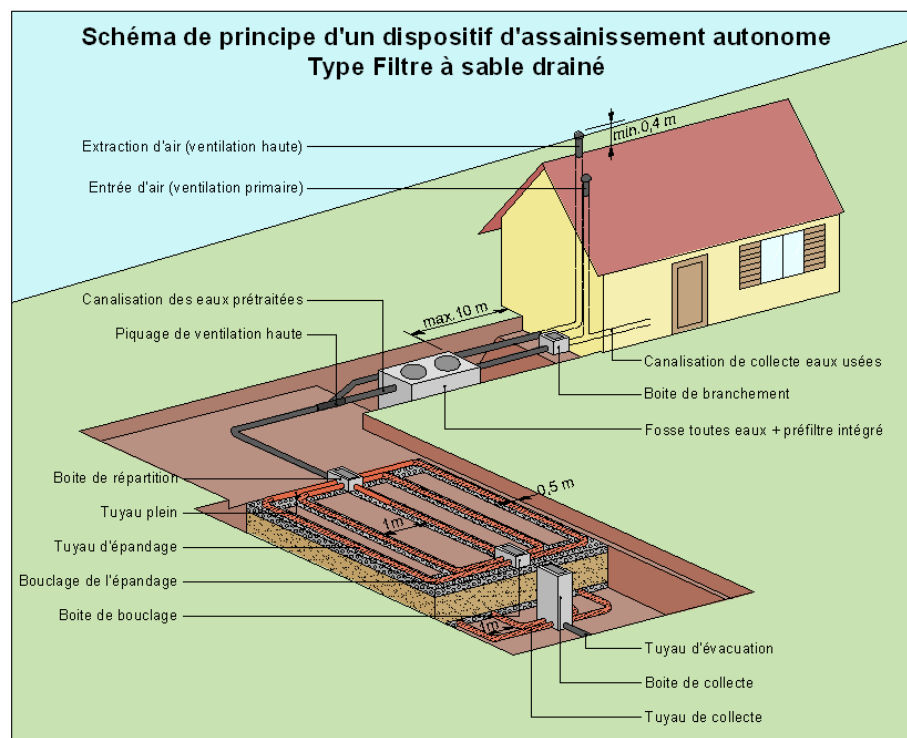 Schéma de principe d'un dispositif d'assainissement autonome
Type Filtre à sable drainé
min.0,4 m
Extraction d'air (ventilation haute)
Entrée d'air (ventilation primaire)
Canalisation des eaux prétraitées
max.10 m
Piquage de ventilation haute
Canalisation de collecte eaux usées
Boite de branchement
Fosse toutes eaux + préfiltre intégré
Boite de répartition
0,5 m
Tuyau plein
1m
Tuyau d'épandage
Bouclage de l'épandage
Boite de bouclage
1m
Tuyau d'évacuation
Boite de collecte
Tuyau de collecte